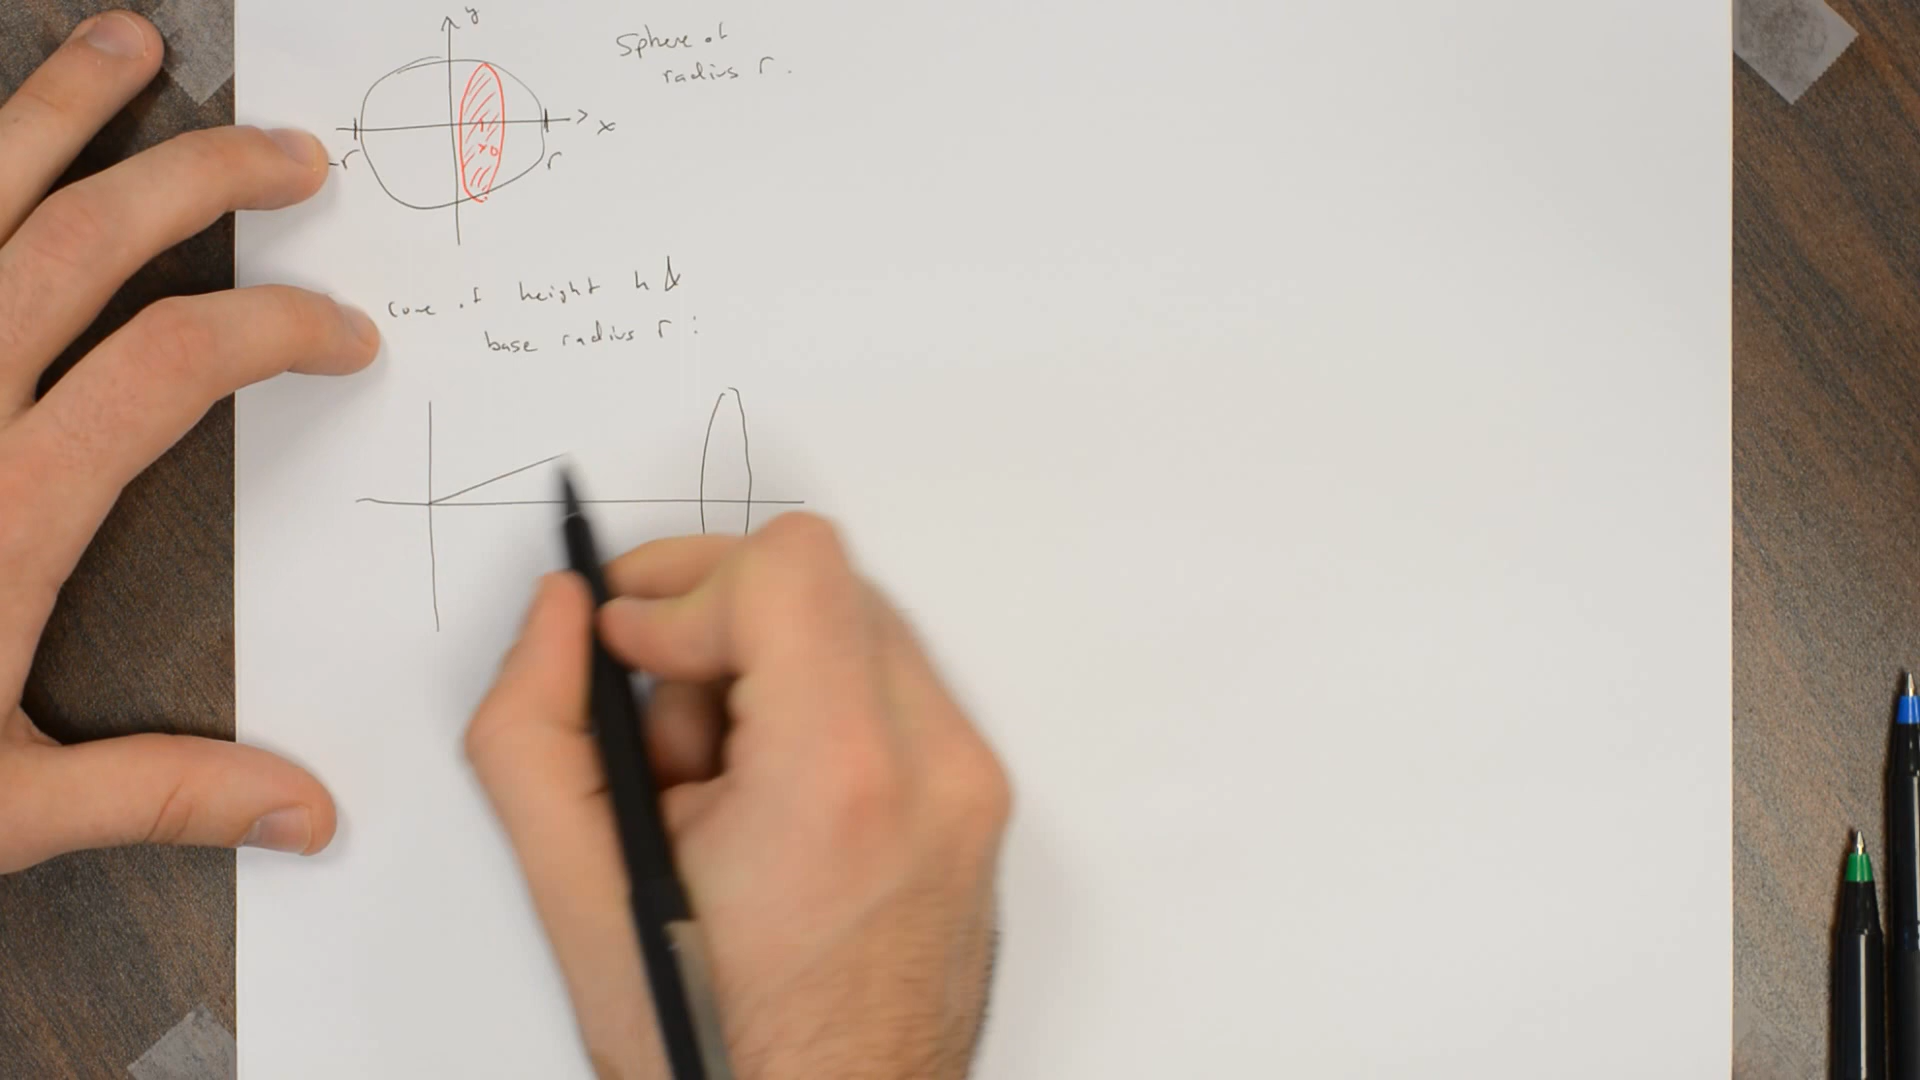 y
Sphere of
radius r.
x
x0
-r
r
Cone of height h &
base radius r :